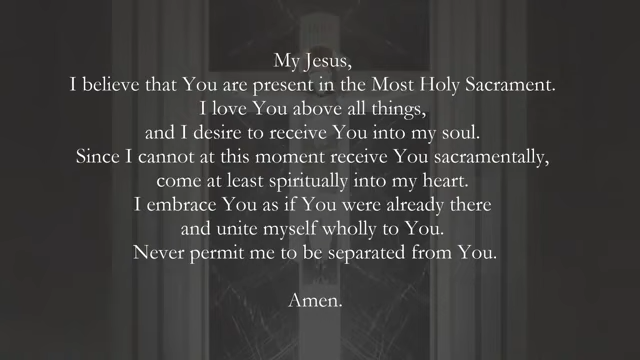 My Jesus,
I believe that You are present in the Most Holy Sacrament.
I love You above all things,
and I desire to receive You into my soul.
Since I cannot at this moment receive You sacramentally,
come at least spiritually into my heart.
I embrace You as if You were already there
and unite myself wholly to You.
Never permit me to be separated from You.
Amen.